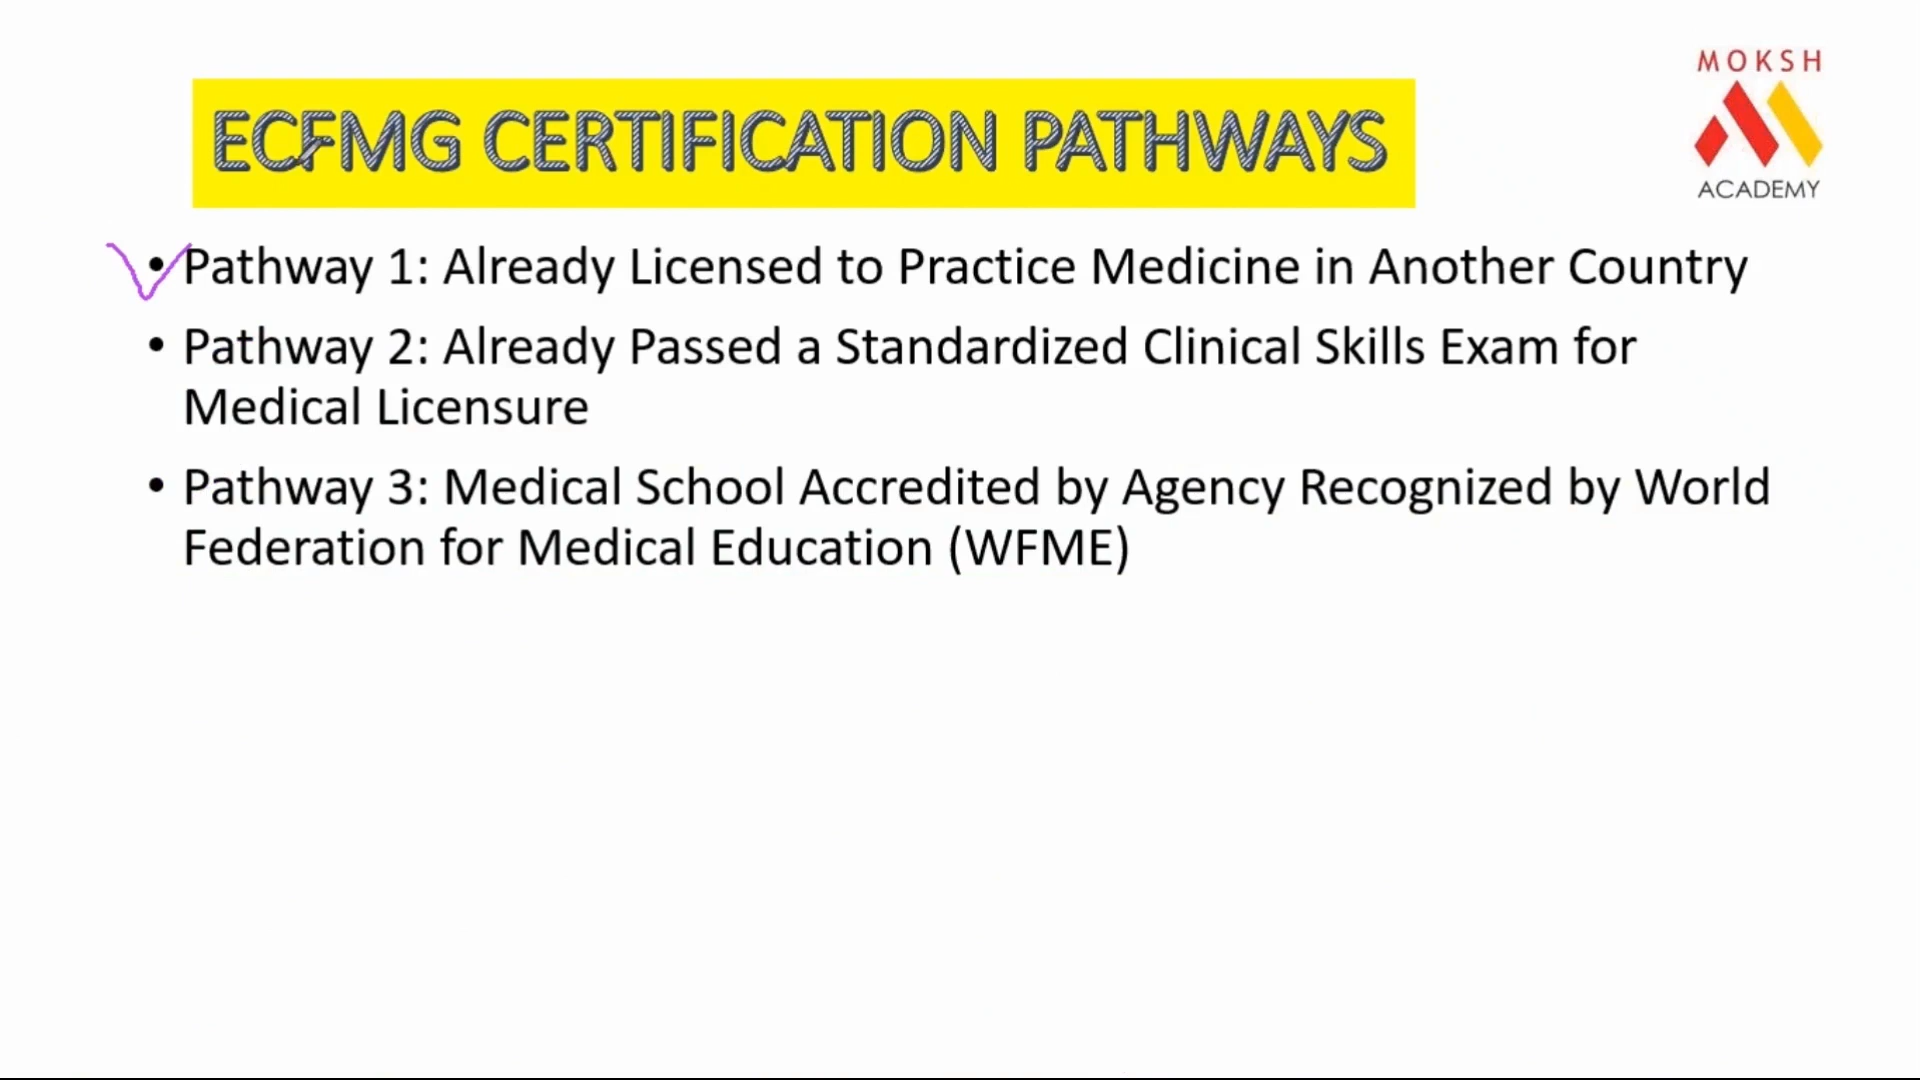 MOKSH
ACADEMY
ECFMG CERTIFICATION PATHWAYS
• Pathway 1: Already Licensed to Practice Medicine in Another Country
• Pathway 2: Already Passed a Standardized Clinical Skills Exam for
Medical Licensure
• Pathway 3: Medical School Accredited by Agency Recognized by World
Federation for Medical Education (WFME)